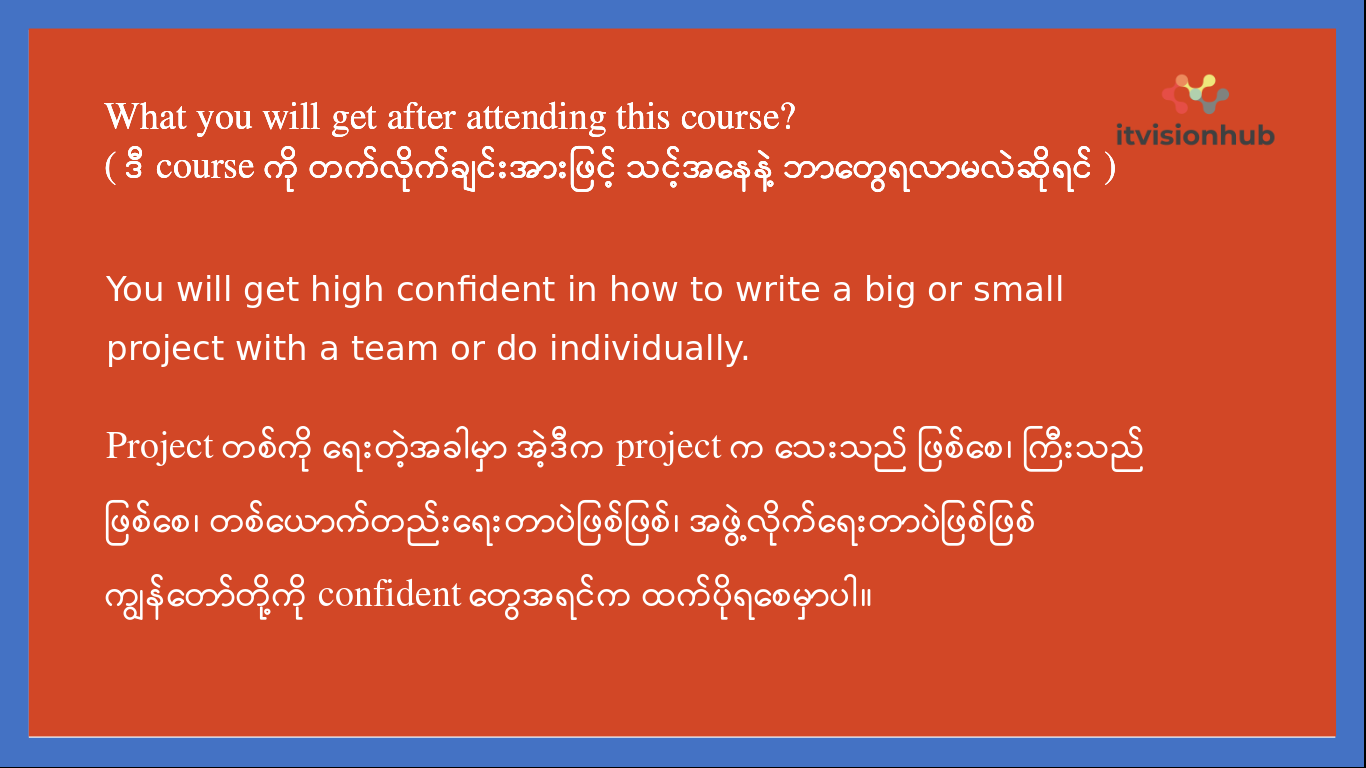 What you will get after attending this course?
itvisionhub
( ဒီ course ကို တက်လိုက်ချင်းအားဖြင့် သင့်အနေနဲ့ ဘာတွေရလာမလဲဆိုရင် )
You will get high confident in how to write a big or small
project with a team or do individually.
Project တစ်ကို ရေးတဲ့အခါမှာ အဲ့ဒီက project က သေးသည် ဖြစ်စေ၊ ကြီးသည်
ဖြစ်စေ၊ တစ်ယောက်တည်းရေးတာပဲဖြစ်ဖြစ်၊ အဖွဲ့လိုက်ရေးတာပဲဖြစ်ဖြစ်
ကျွန်တော်တို့ကို confident တွေအရင်က ထက်ပိုရစေမှာပါ။